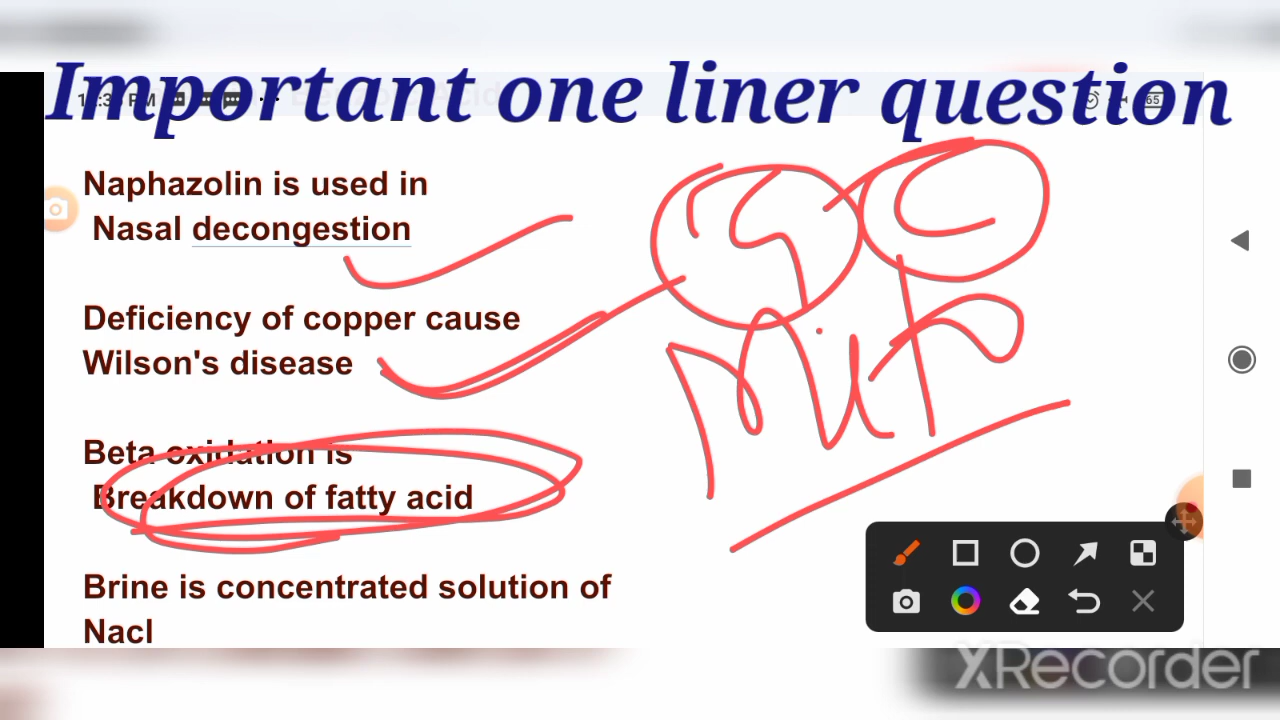 Important one liner question
Naphazolin is used in
Nasal decongestion
Deficiency of copper cause
Wilson's disease
Beta oxidation is
Breakdown of fatty acid
Brine is concentrated solution of
Nacl
XRecorder